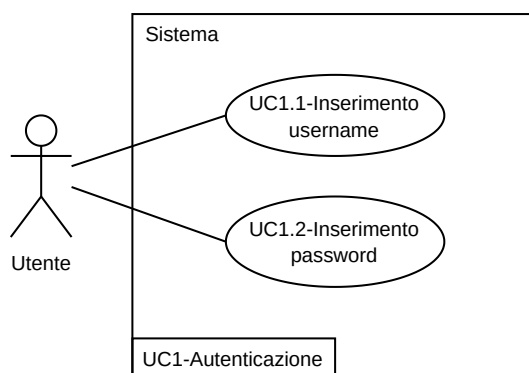 Sistema
UC1.1-Inserimento
username
UC1.2-Inserimento
password
Utente
UC1-Autenticazione